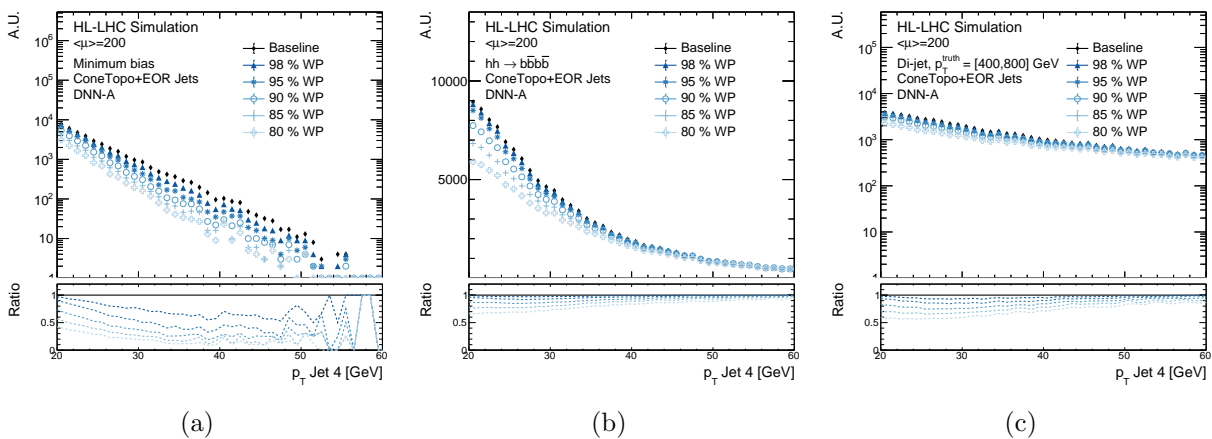 A.U.
10⁶
10⁵
10⁴
10³
10²
10
1
HL-LHC Simulation
<μ>=200
Minimum bias
ConeTopo+EOR Jets
DNN-A
Baseline
98 % WP
95 % WP
90 % WP
85 % WP
80 % WP
Ratio
1
0.5
0
20 30 40 50 60
p_T Jet 4 [GeV]
(a)
A.U.
10000
5000
HL-LHC Simulation
<μ>=200
hh → bb̄bb̄
ConeTopo+EOR Jets
DNN-A
Baseline
98 % WP
95 % WP
90 % WP
85 % WP
80 % WP
Ratio
1
0.5
0
20 30 40 50 60
p_T Jet 4 [GeV]
(b)
A.U.
10⁵
10⁴
10³
10²
10
1
HL-LHC Simulation
<μ>=200
Di-jet, p_T^truth = [400,800] GeV
ConeTopo+EOR Jets
DNN-A
Baseline
98 % WP
95 % WP
90 % WP
85 % WP
80 % WP
Ratio
1
0.5
0
20 30 40 50 60
p_T Jet 4 [GeV]
(c)